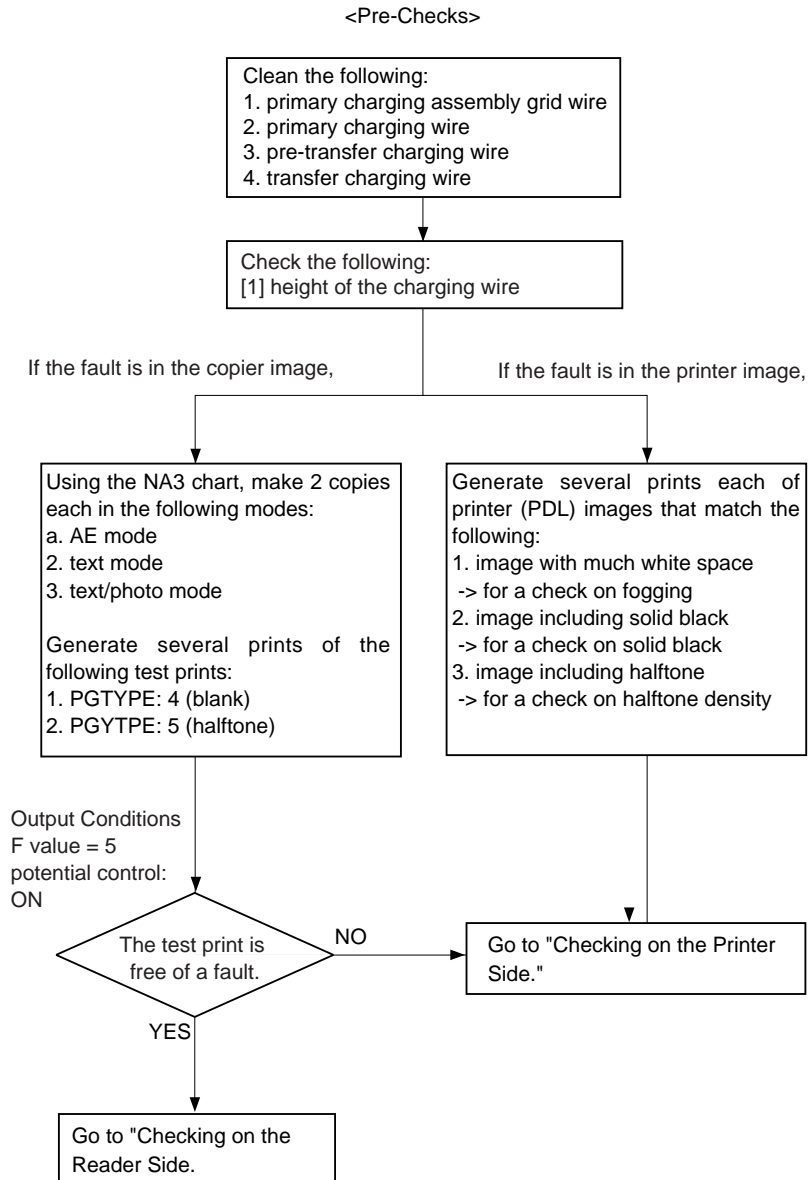 <Pre-Checks>
Clean the following:
1. primary charging assembly grid wire
2. primary charging wire
3. pre-transfer charging wire
4. transfer charging wire
Check the following:
[1] height of the charging wire
If the fault is in the copier image,
If the fault is in the printer image,
Using the NA3 chart, make 2 copies
each in the following modes:
a. AE mode
2. text mode
3. text/photo mode
Generate several prints of the
following test prints:
1. PGTYPE: 4 (blank)
2. PGYTPE: 5 (halftone)
Generate several prints each of
printer (PDL) images that match the
following:
1. image with much white space
-> for a check on fogging
2. image including solid black
-> for a check on solid black
3. image including halftone
-> for a check on halftone density
Output Conditions
F value = 5
potential control:
ON
The test print is
free of a fault.
NO
Go to "Checking on the Printer
Side."
YES
Go to "Checking on the
Reader Side.